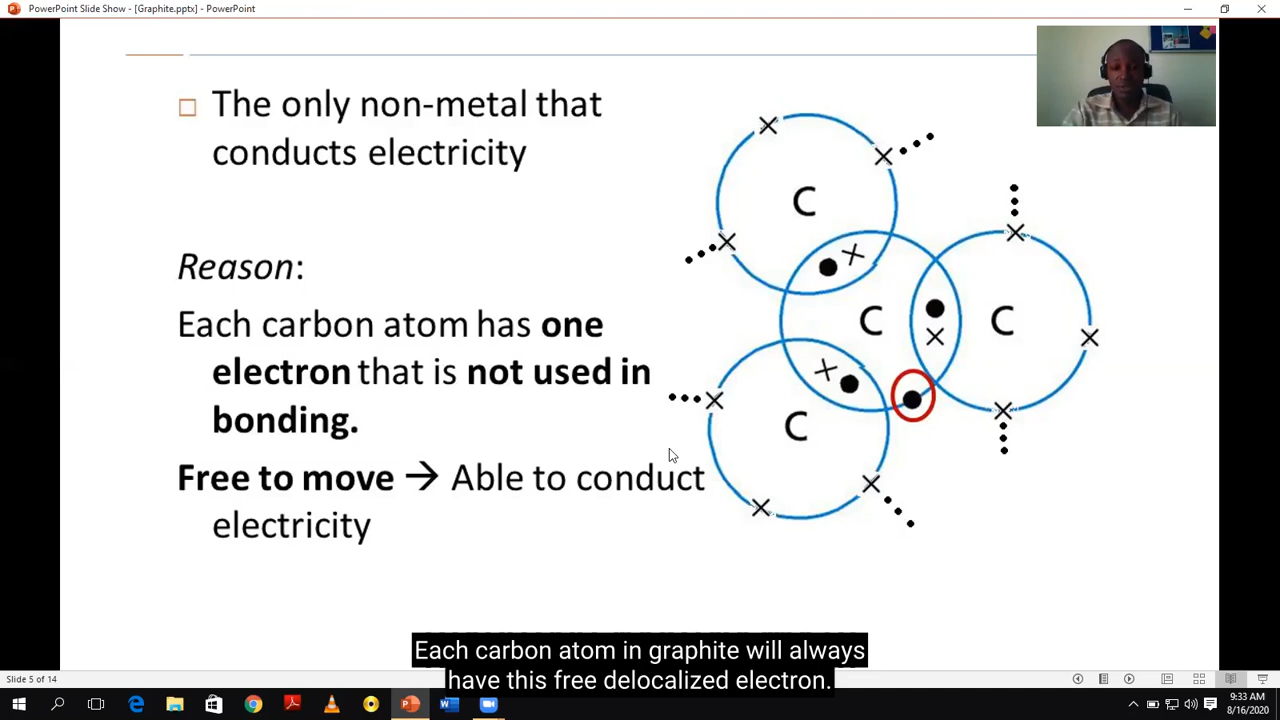 PowerPoint Slide Show - [Graphite.pptx] - PowerPoint
The only non-metal that
conducts electricity
Reason:
Each carbon atom has one
electron that is not used in
bonding.
Free to move → Able to conduct
electricity
C
C
C
C
Each carbon atom in graphite will always
have this free delocalized electron.
Slide 5 of 14
9:33 AM
8/16/2020